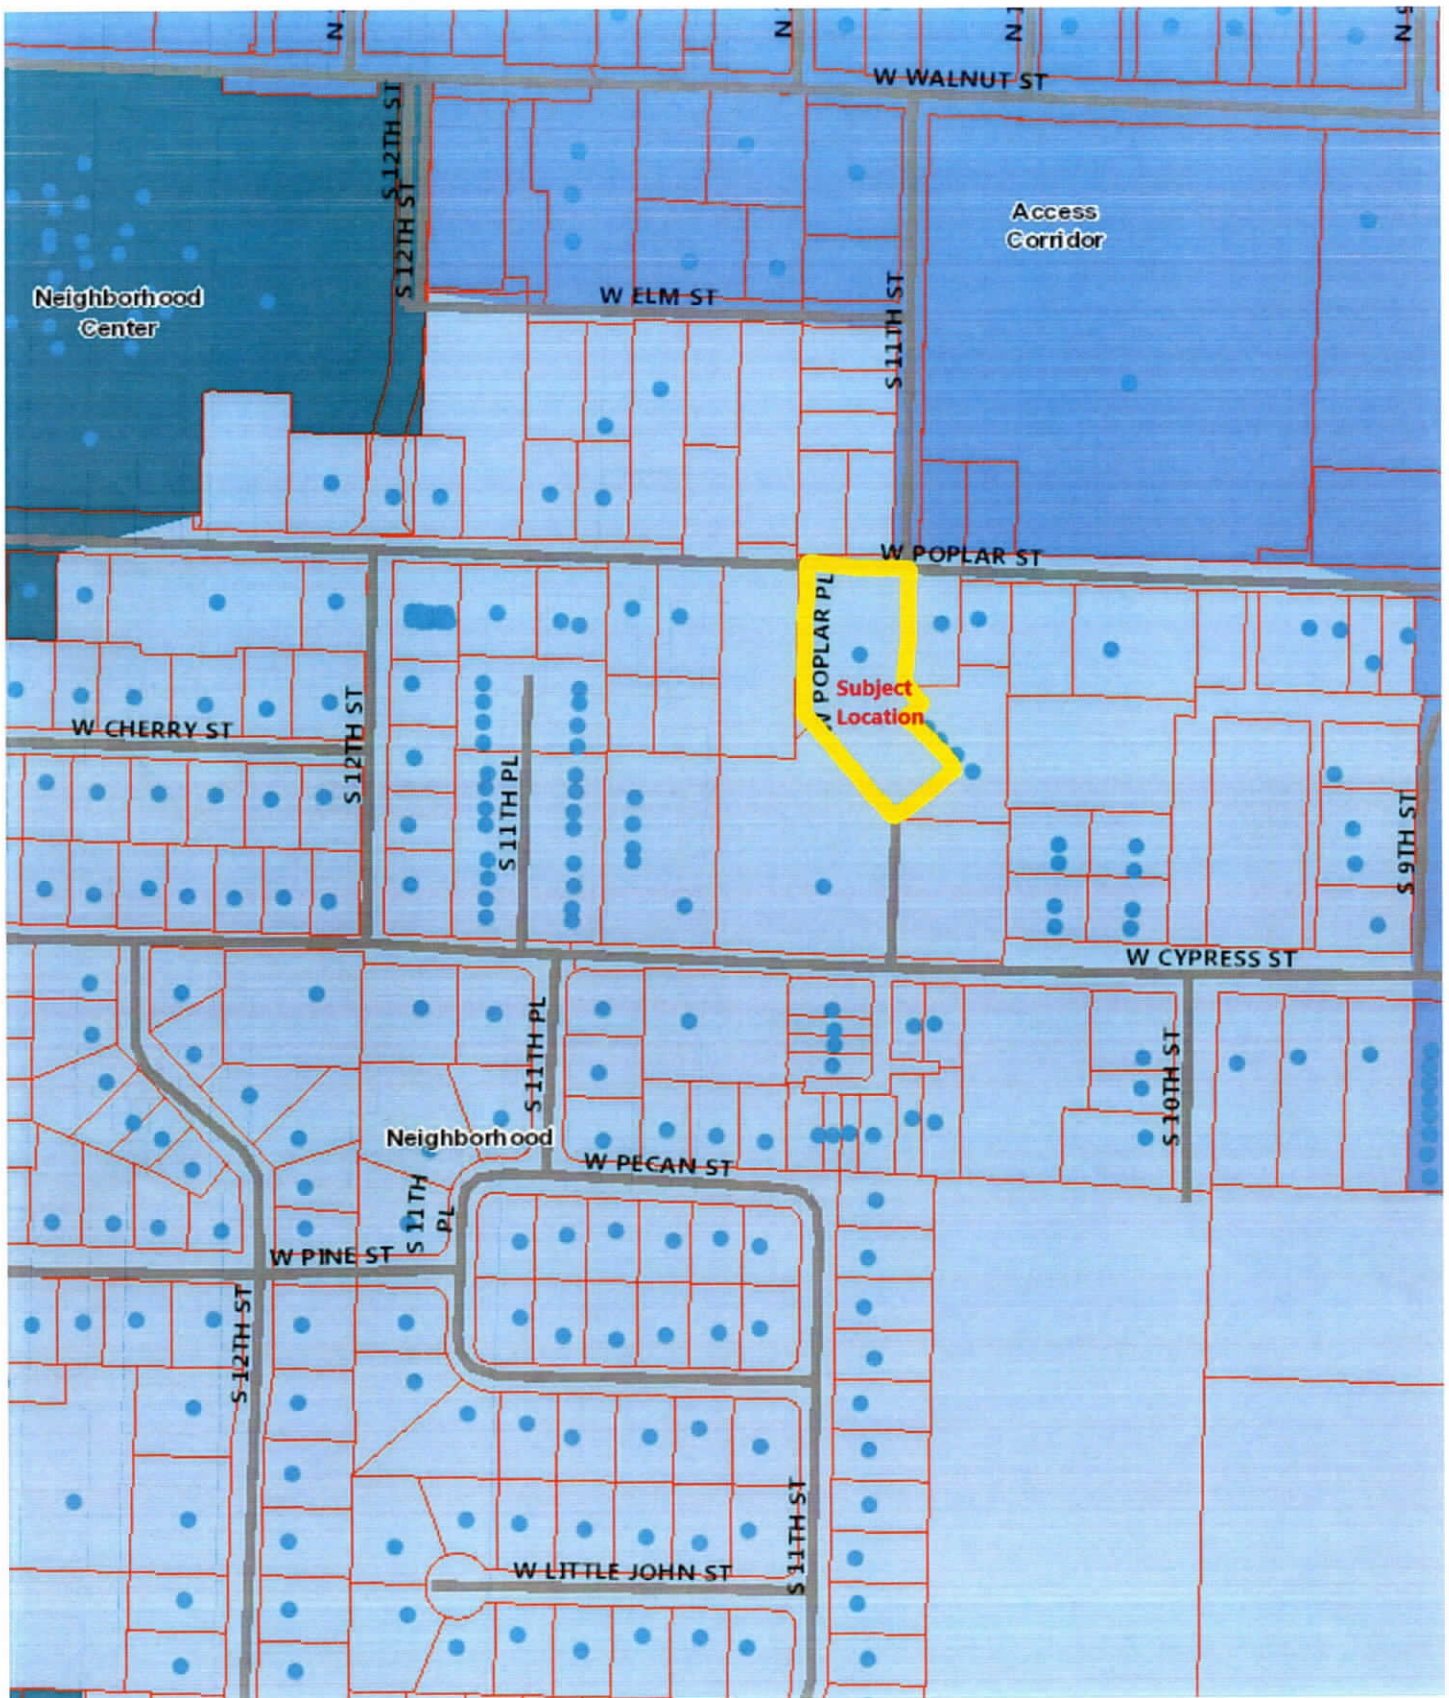 N
N
N
N 9
W WALNUT ST
S 12TH ST
S 12TH ST
Access
Corridor
Neighborhood
Center
W ELM ST
S 11TH ST
W POPLAR ST
W POPLAR PL
Subject
Location
W CHERRY ST
S 12TH ST
S 11TH PL
S 9TH ST
W CYPRESS ST
S 11TH PL
S 10TH ST
Neighborhood
W PECAN ST
S 11TH
PL
W PINE ST
S 12TH ST
S 11TH ST
W LITTLE JOHN ST